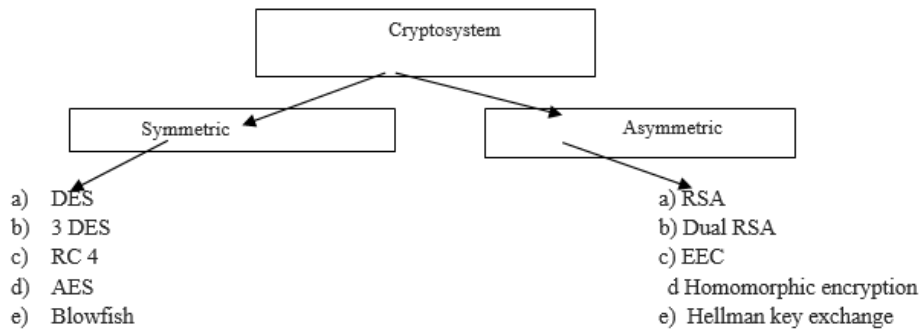 Cryptosystem
Symmetric
Asymmetric
a) DES
b) 3 DES
c) RC 4
d) AES
e) Blowfish
a) RSA
b) Dual RSA
c) EEC
d Homomorphic encryption
e) Hellman key exchange